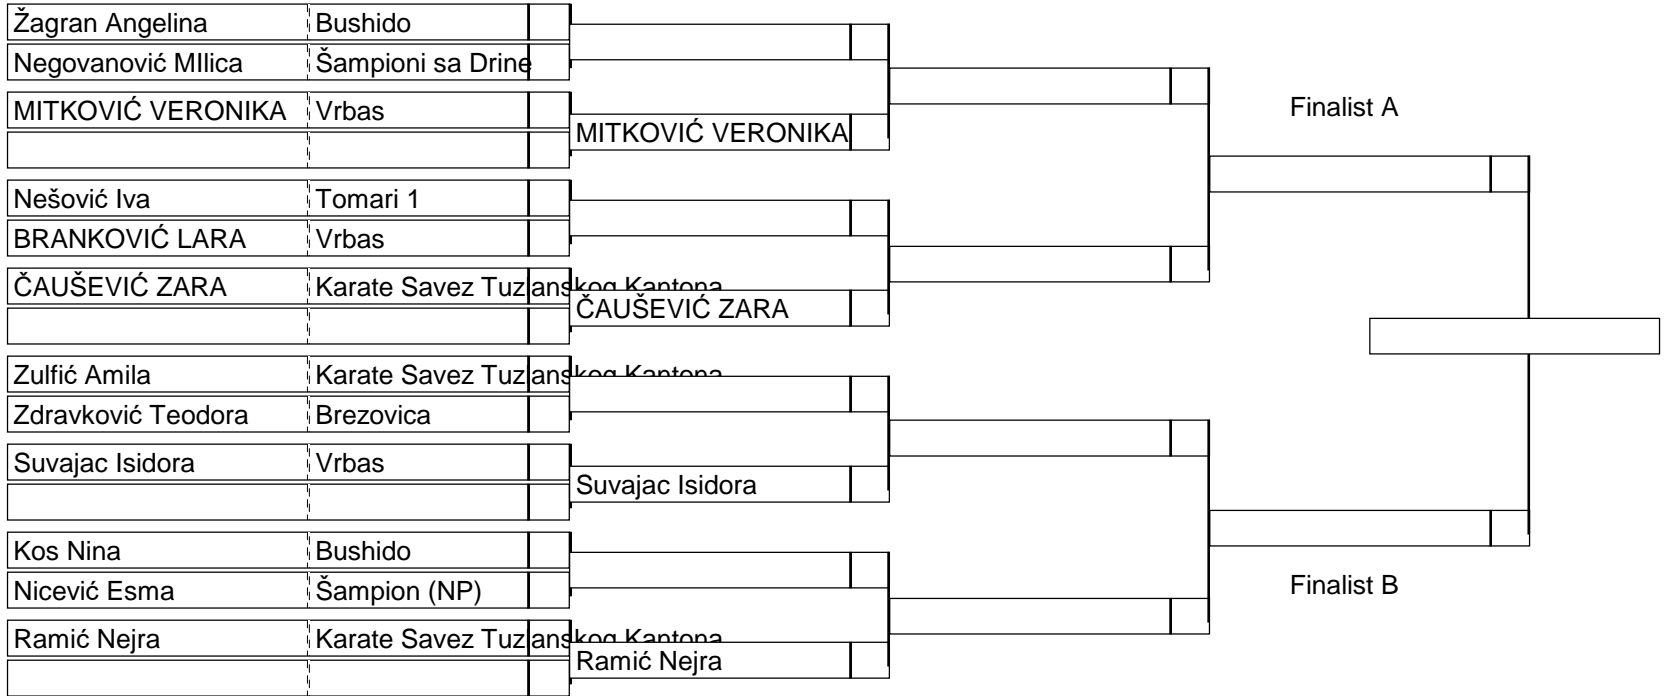 Žagran Angelina Bushido
Negovanović MIlica Šampioni sa Drine
MITKOVIĆ VERONIKA Vrbas
MITKOVIĆ VERONIKA
Finalist A
Nešović Iva Tomari 1
BRANKOVIĆ LARA Vrbas
ČAUŠEVIĆ ZARA Karate Savez Tuzlanskog Kantona
ČAUŠEVIĆ ZARA
Zulfić Amila Karate Savez Tuzlanskog Kantona
Zdravković Teodora Brezovica
Suvajac Isidora Vrbas
Suvajac Isidora
Kos Nina Bushido
Nicević Esma Šampion (NP)
Finalist B
Ramić Nejra Karate Savez Tuzlanskog Kantona
Ramić Nejra